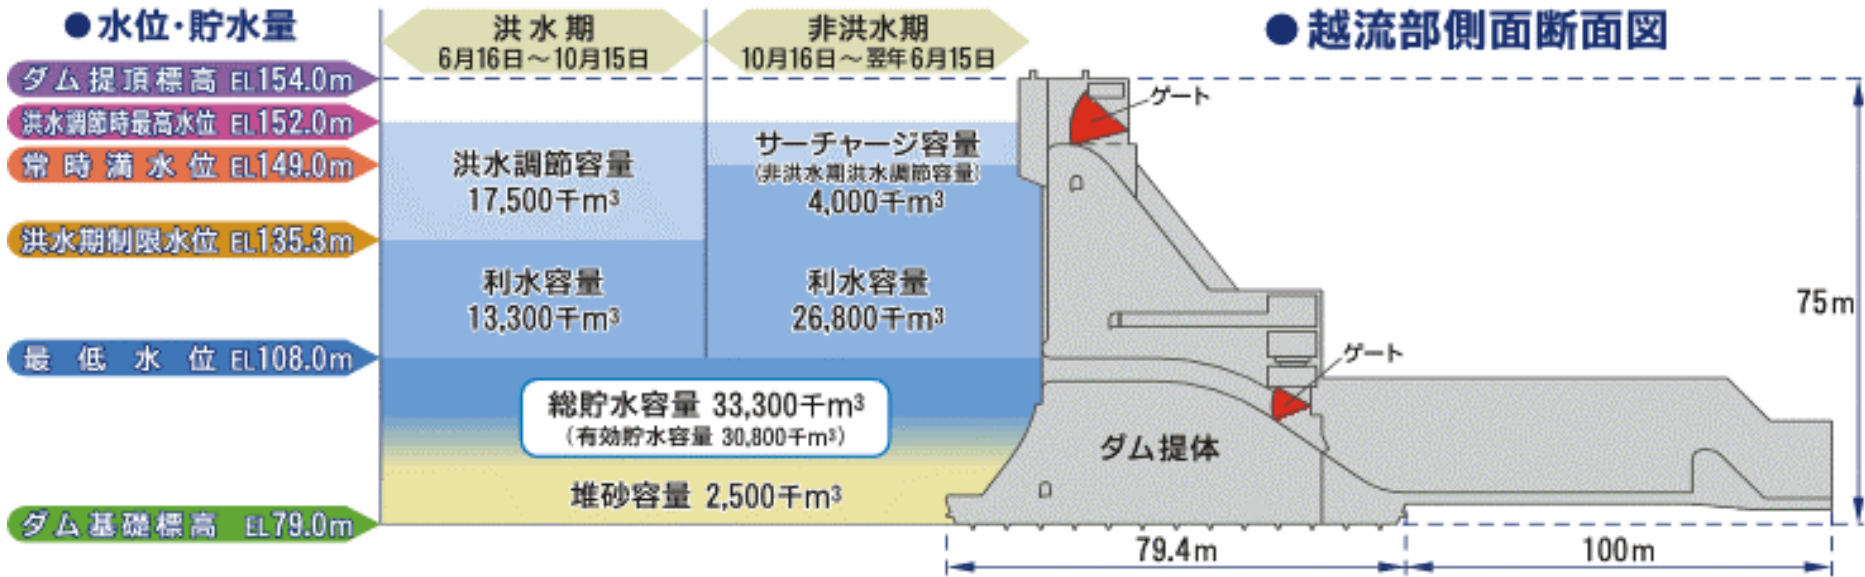 ●水位・貯水量
洪水期
6月16日〜10月15日
非洪水期
10月16日〜翌年6月15日
●越流部側面断面図
ダム提頂標高 EL154.0m
洪水調節時最高水位 EL152.0m
常時満水位 EL149.0m
洪水期制限水位 EL135.3m
最低水位 EL108.0m
ダム基礎標高 EL79.0m
洪水調節容量
17,500千m³
サーチャージ容量
(非洪水期洪水調節容量)
4,000千m³
利水容量
13,300千m³
利水容量
26,800千m³
総貯水容量 33,300千m³
(有効貯水容量 30,800千m³)
堆砂容量 2,500千m³
ゲート
ゲート
ダム提体
75m
79.4m
100m